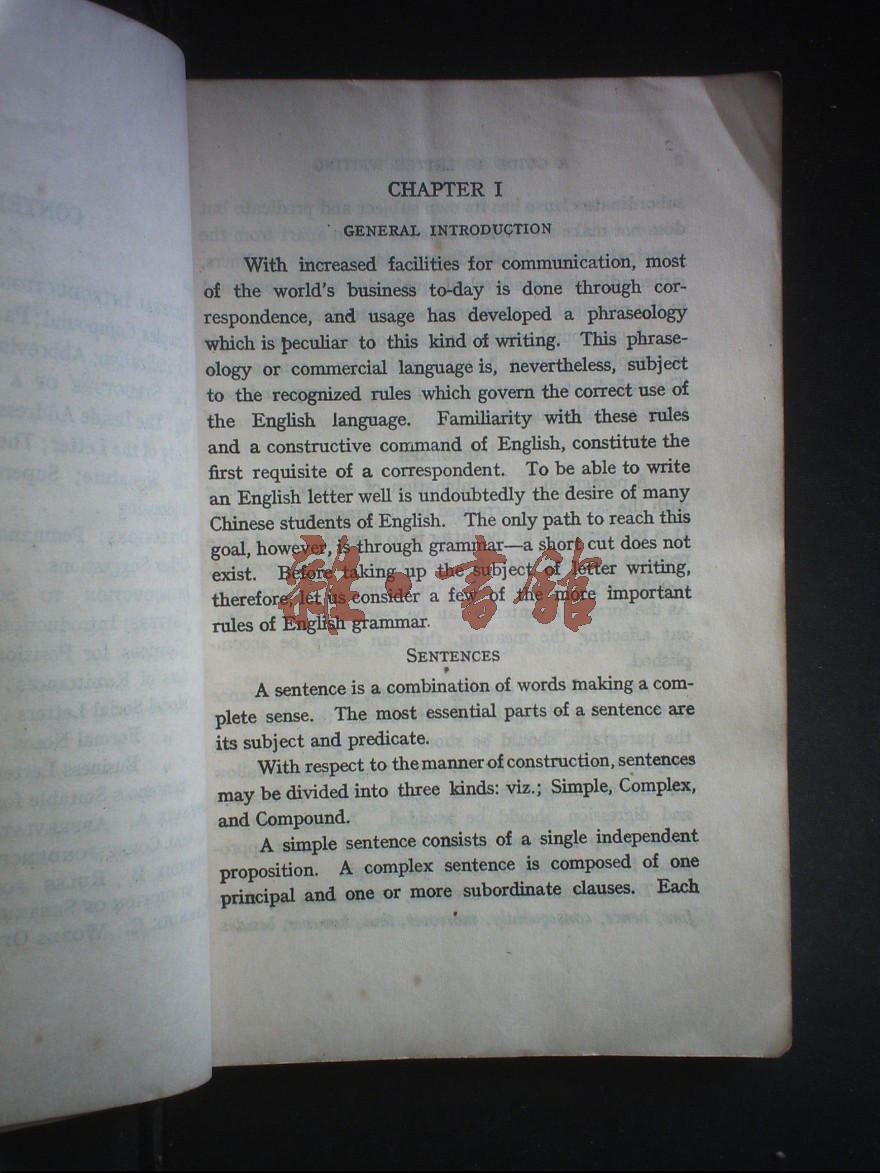 CHAPTER I
GENERAL INTRODUCTION
With increased facilities for communication, most
of the world's business to-day is done through cor-
respondence, and usage has developed a phraseology
which is peculiar to this kind of writing. This phrase-
ology or commercial language is, nevertheless, subject
to the recognized rules which govern the correct use of
the English language. Familiarity with these rules
and a constructive command of English, constitute the
first requisite of a correspondent. To be able to write
an English letter well is undoubtedly the desire of many
Chinese students of English. The only path to reach this
goal, however, is through grammar—a short cut does not
exist. Before taking up the subject of letter writing,
therefore, let us consider a few of the more important
rules of English grammar.
雜·書館
SENTENCES
A sentence is a combination of words making a com-
plete sense. The most essential parts of a sentence are
its subject and predicate.
With respect to the manner of construction, sentences
may be divided into three kinds: viz.; Simple, Complex,
and Compound.
A simple sentence consists of a single independent
proposition. A complex sentence is composed of one
principal and one or more subordinate clauses. Each